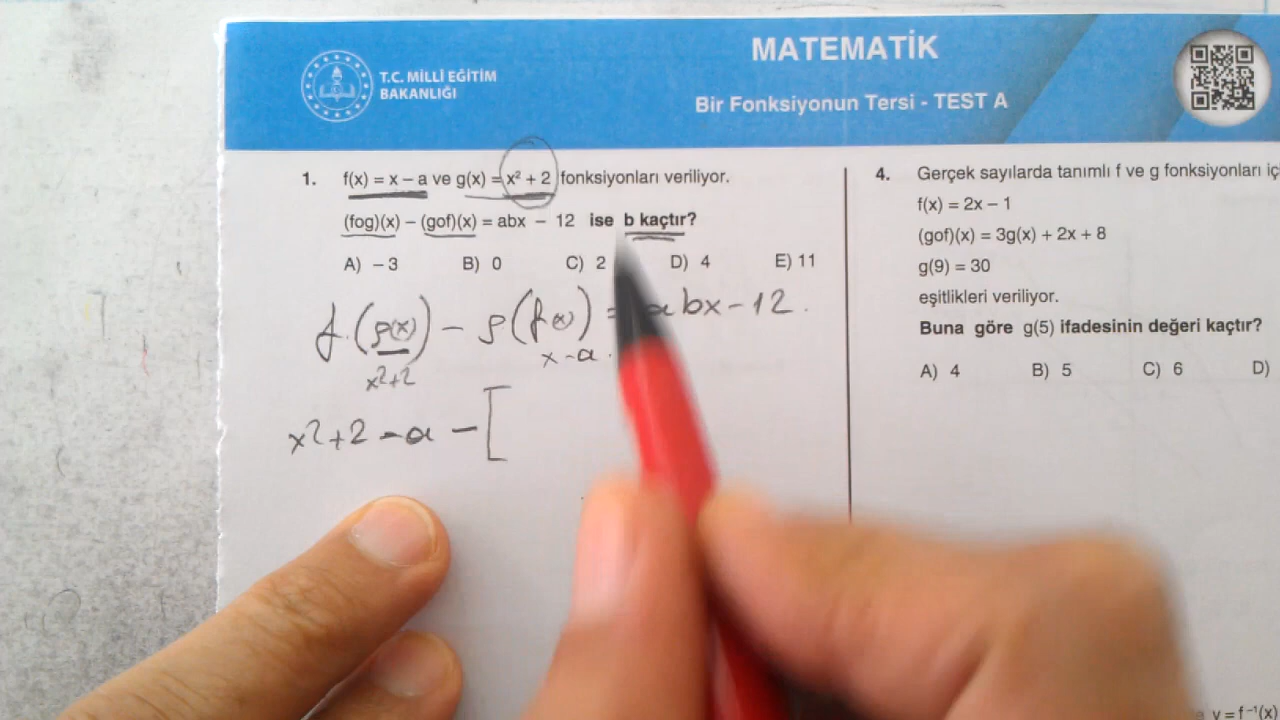 T.C. MİLLİ EĞİTİM
BAKANLIĞI
MATEMATİK
Bir Fonksiyonun Tersi - TEST A
1. f(x) = x – a ve g(x) = x² + 2 fonksiyonları veriliyor.
(fog)(x) – (gof)(x) = abx – 12 ise b kaçtır?
A) –3 B) 0 C) 2 D) 4 E) 11
f.(g(x)) – g(f(x)) = abx – 12.
x²+2
x–a.
x²+2–a – [
4. Gerçek sayılarda tanımlı f ve g fonksiyonları
f(x) = 2x – 1
(gof)(x) = 3g(x) + 2x + 8
g(9) = 30
eşitlikleri veriliyor.
Buna göre g(5) ifadesinin değeri kaçtır?
A) 4 B) 5 C) 6 D)
y = f⁻¹(x)